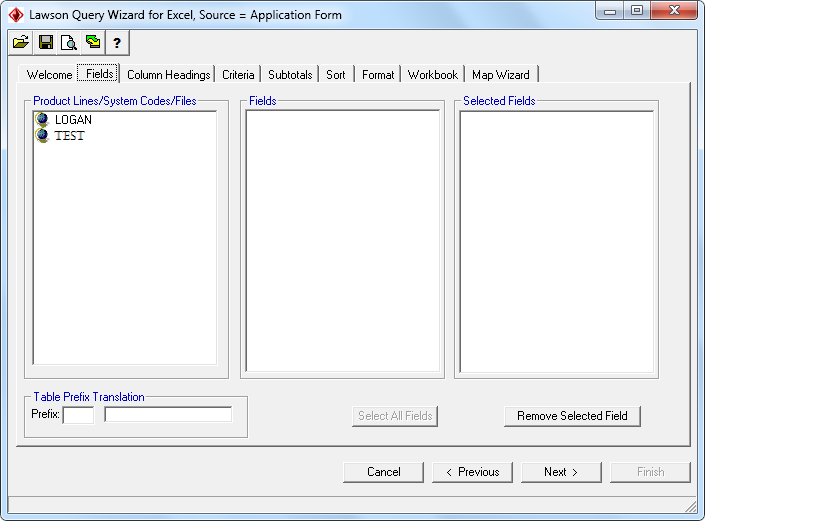 Lawson Query Wizard for Excel, Source = Application Form
?
Welcome Fields Column Headings Criteria Subtotals Sort Format Workbook Map Wizard
Product Lines/System Codes/Files Fields Selected Fields
LOGAN
TEST
Table Prefix Translation
Prefix: Select All Fields Remove Selected Field
Cancel < Previous Next > Finish